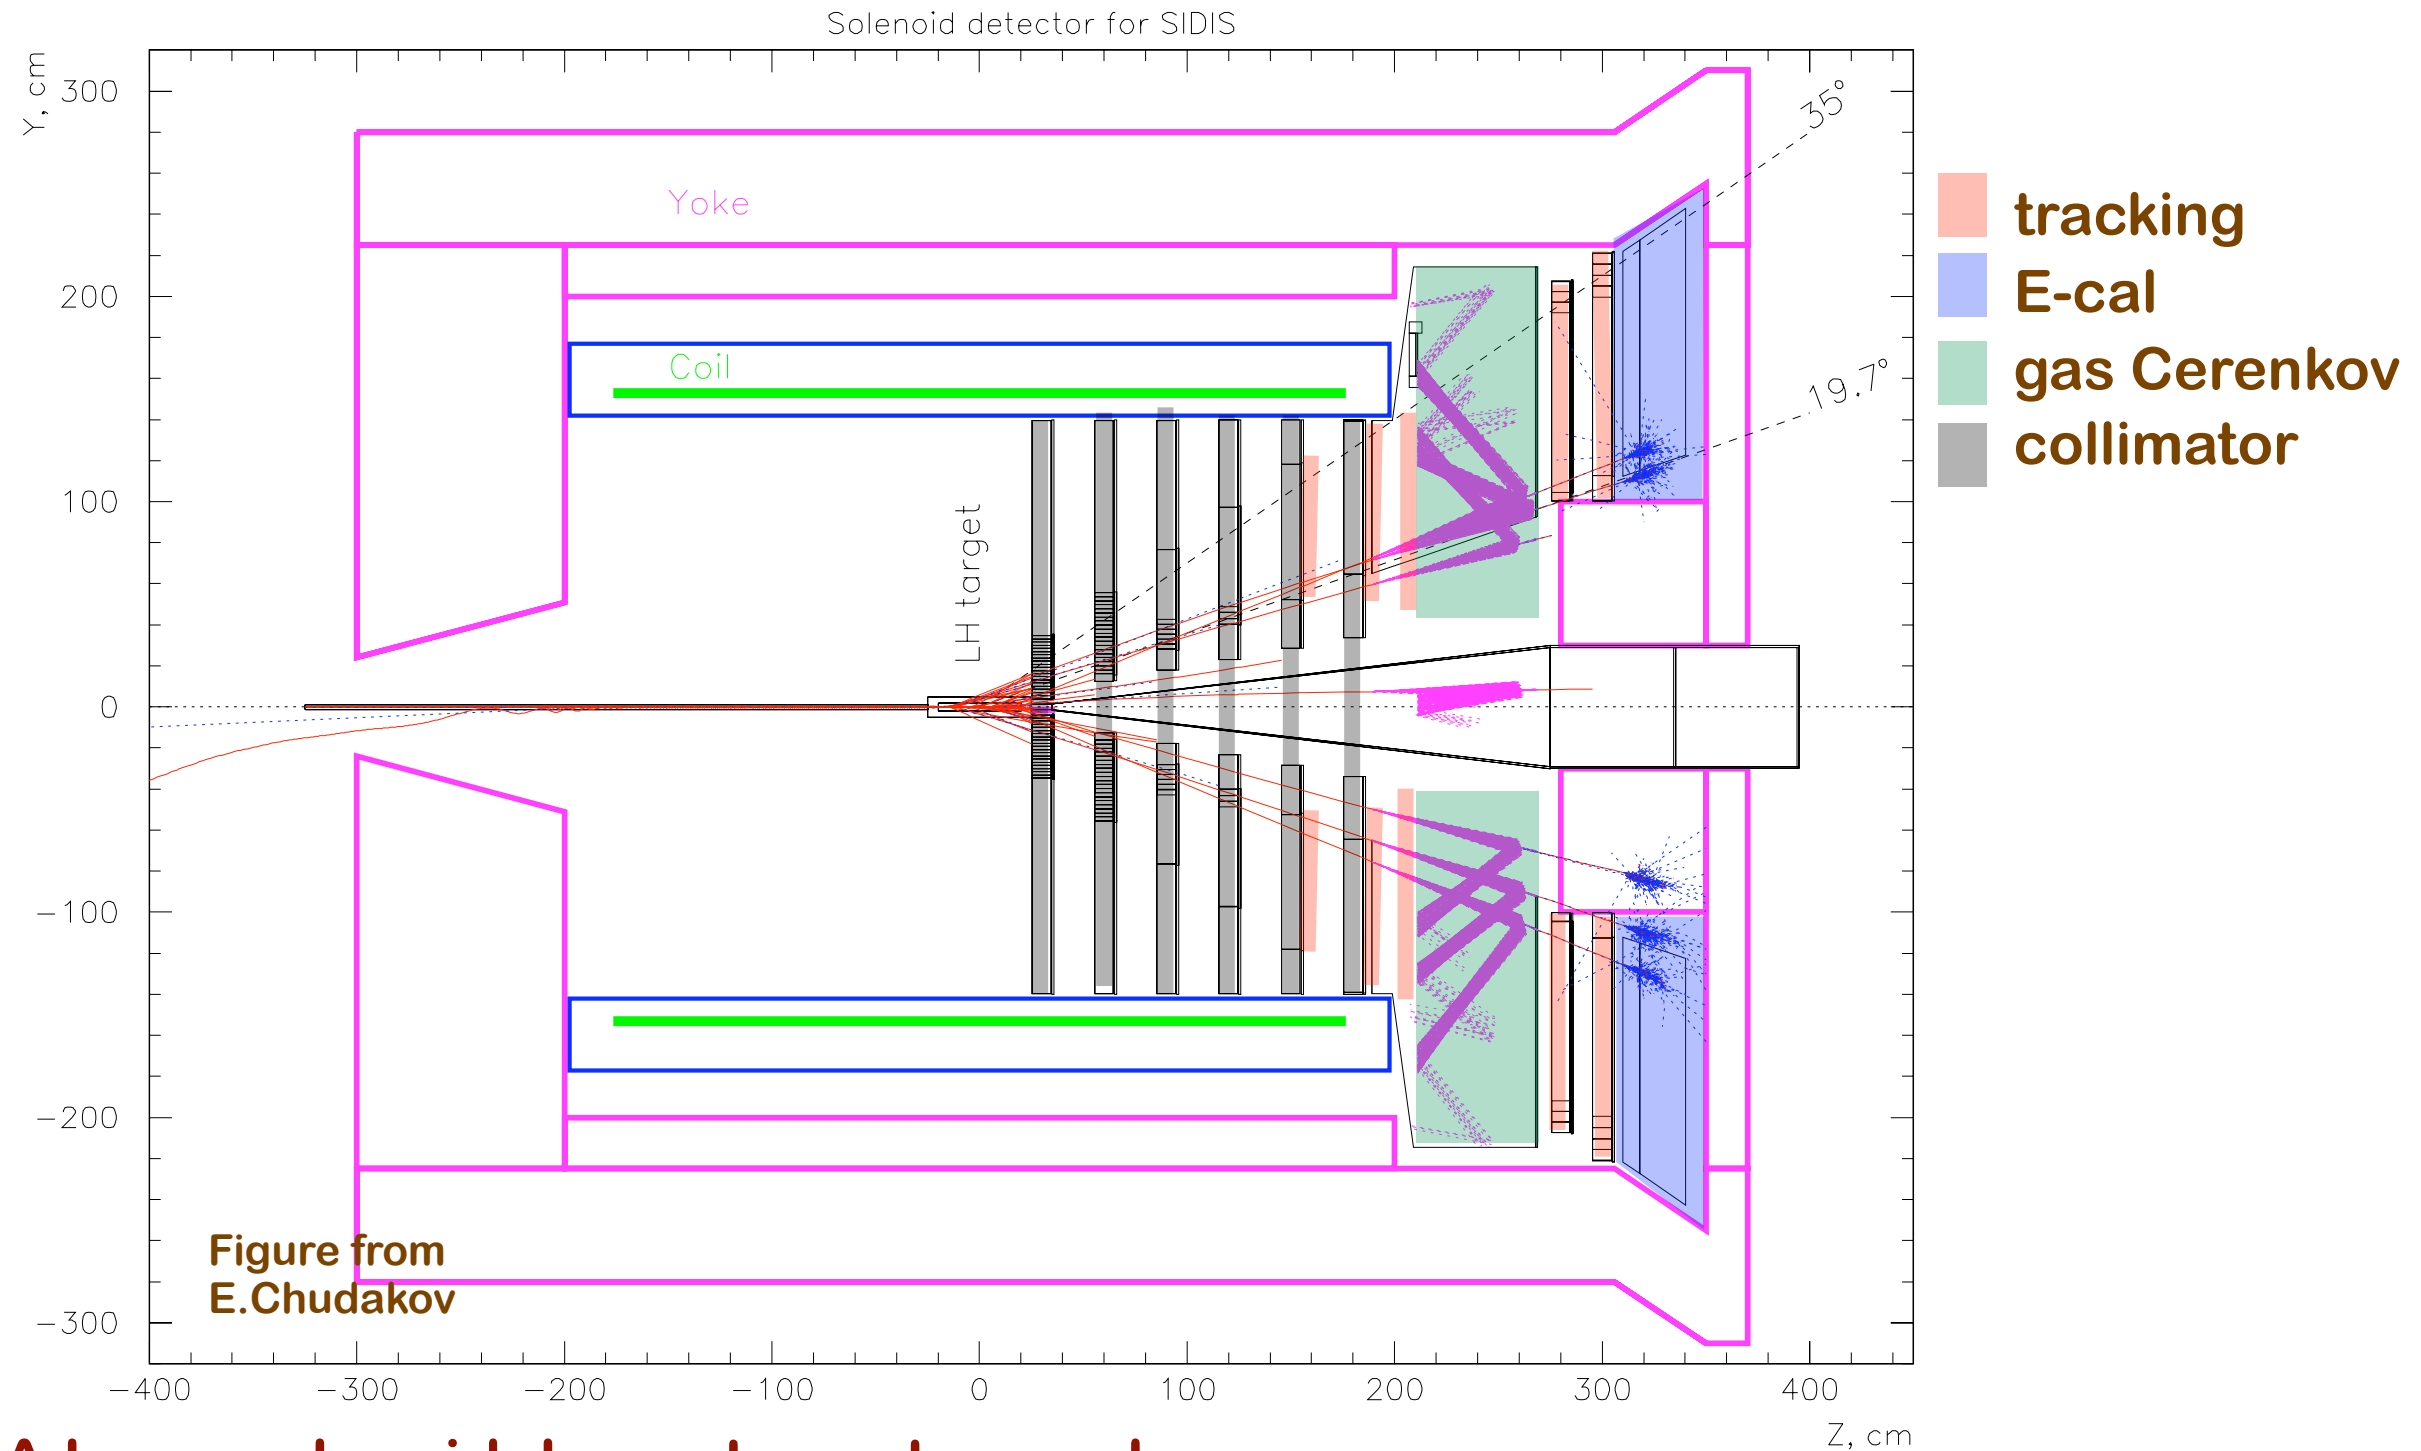 Solenoid detector for SIDIS
Y, cm
300
200
100
0
−100
−200
−300
Yoke
Coil
LH target
35°
19.7°
tracking
E-cal
gas Cerenkov
collimator
Figure from
E.Chudakov
−400 −300 −200 −100 0 100 200 300 400
Z, cm